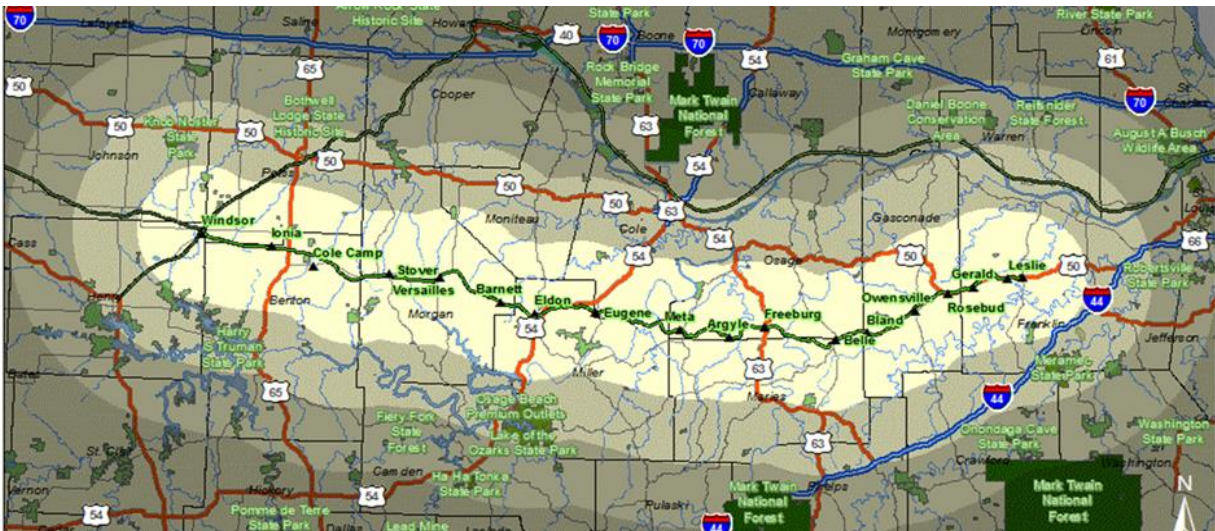 Lafayette
Saline
Arrow Rock State
Historic Site
Howard
State
Park
Boone
Montgomery
River State Park
Lincoln
70
40
70
70
54
61
50
65
Rock Bridge
Memorial
State Park
Graham Cave
State Park
Cooper
Callaway
Mark Twain
National
Forest
70
St. Charles
Knob Noster
State
Park
Bothwell
Lodge State
Historic Site
Daniel Boone
Conservation
Area
Reifsnider
State Forest
Warren
August A Busch
Wildlife Area
50
50
50
63
Johnson
Pettis
54
50
50
Moniteau
63
Cole
54
Gasconade
Windsor
Ionia
Cole Camp
Cass
66
Osage
50
Gerald
Leslie
50
Robertsville
State Park
54
Stover
Versailles
Barnett
Eldon
Eugene
Henry
Benton
Morgan
Owensville
Rosebud
44
Meta
Argyle
Freeburg
Bland
Belle
Franklin
Harry
S Truman
State Park
54
Jefferson
Miller
63
Maries
Meramec
State Park
Bates
65
44
Osage Beach
Premium Outlets
Lake of the
Ozarks State Park
Fiery Fork
State
Forest
63
Onondaga Cave
State Park
Washington
State Park
St. Clair
Camden
Crawford
Washington
Ha Ha Tonka
State Park
Vernon
Hickory
54
Pulaski
Phelps
Mark Twain
National
Forest
Mark Twain
National
Forest
N
54
Pomme de Terre
State Park
Dallas
Lead Mine
44